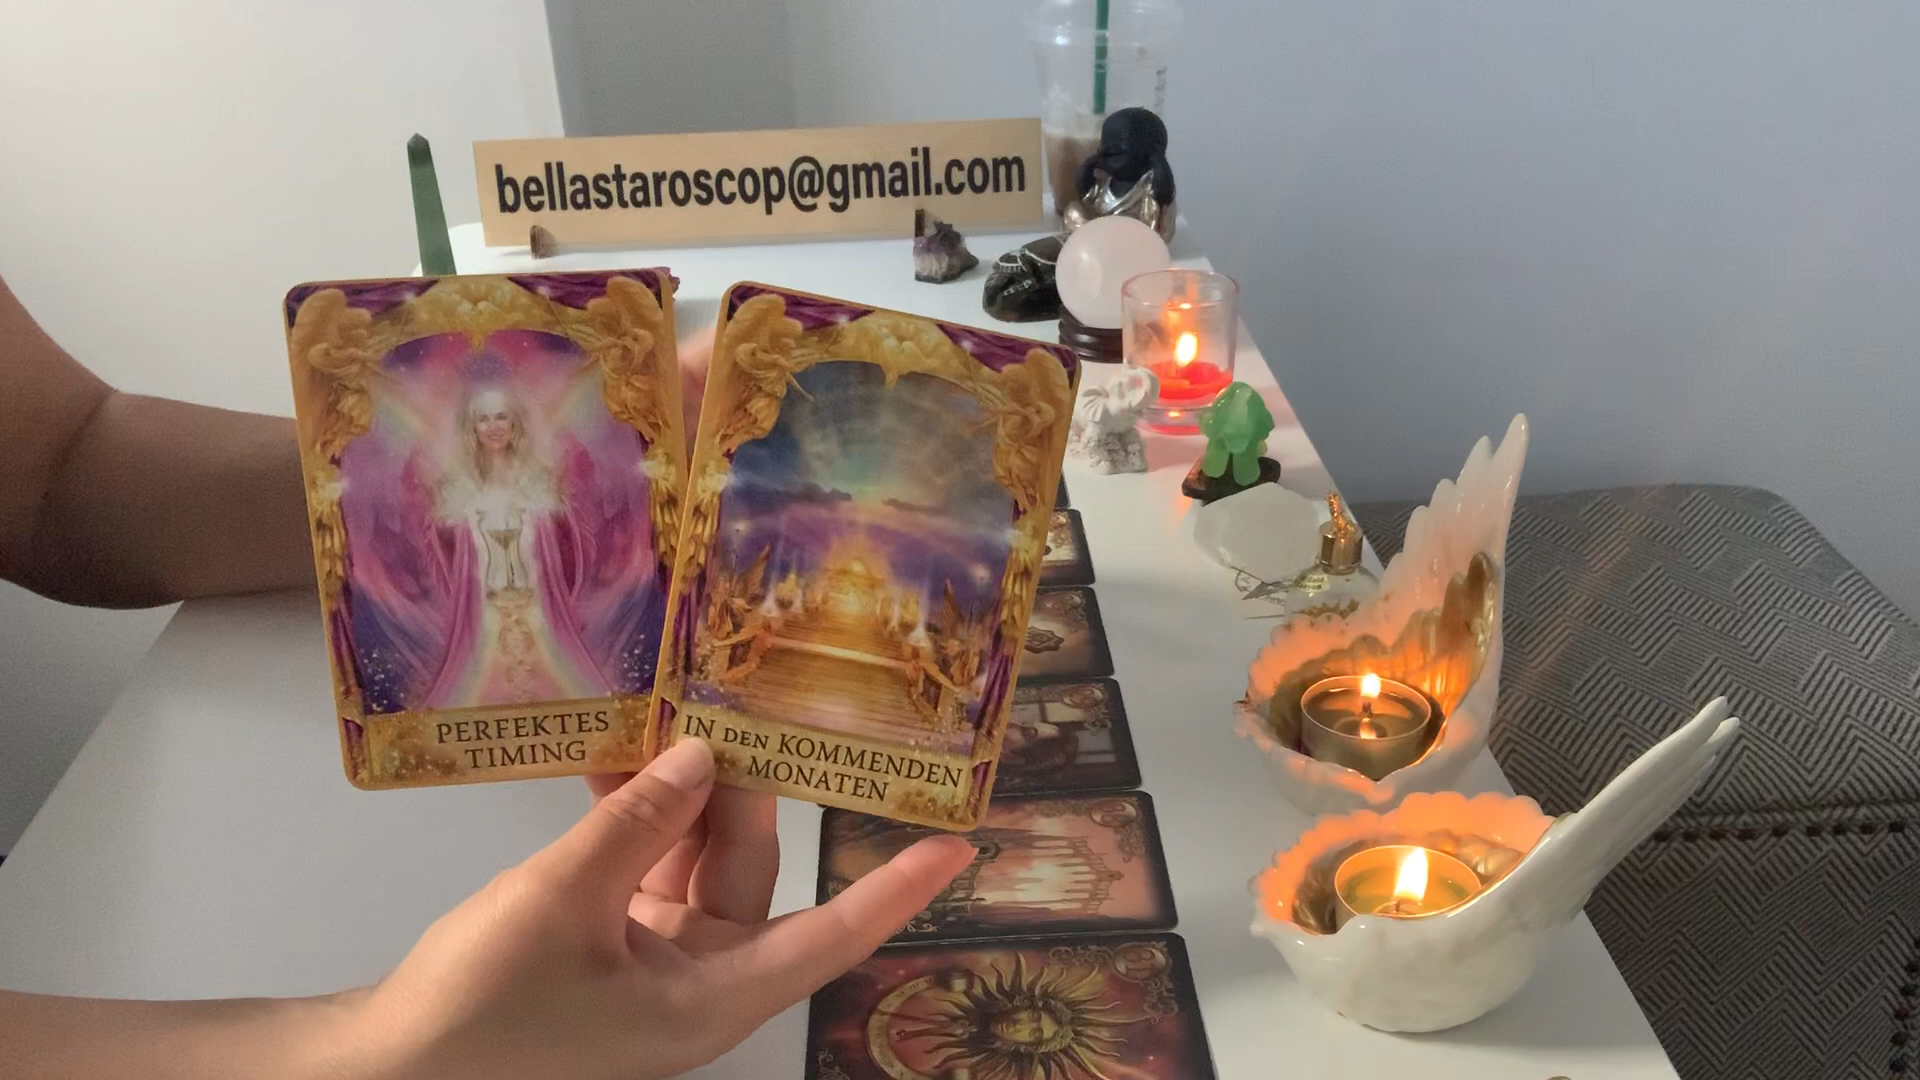 bellastaroscop@gmail.com
PERFEKTES
TIMING
IN DEN KOMMENDEN
MONATEN